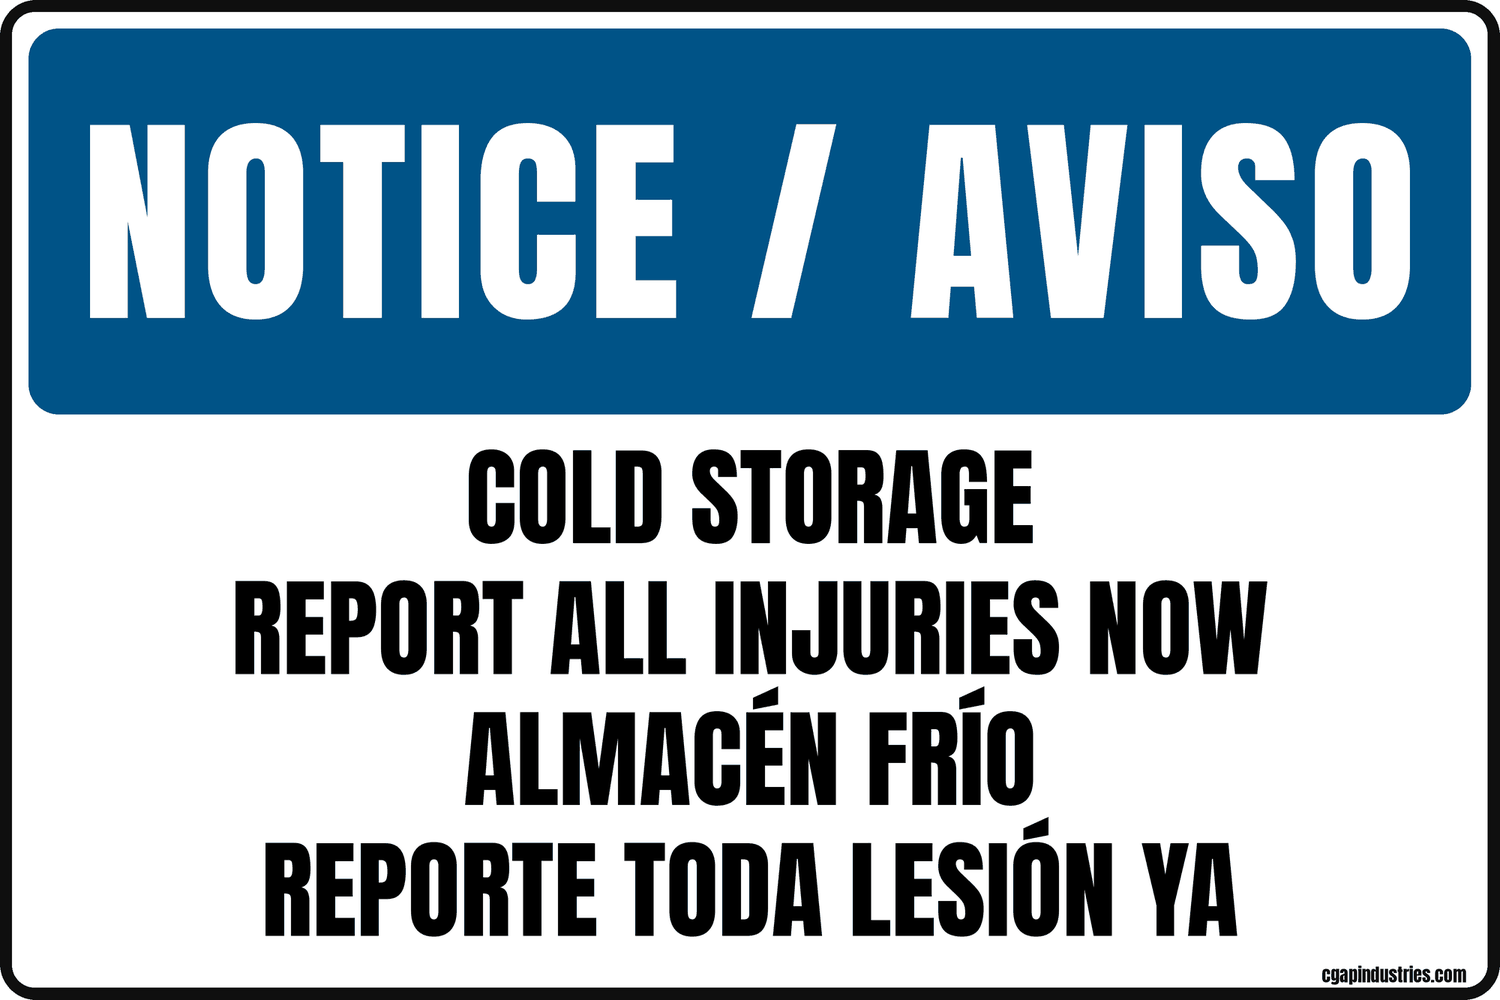 NOTICE / AVISO
COLD STORAGE
REPORT ALL INJURIES NOW
ALMACÉN FRÍO
REPORTE TODA LESIÓN YA
cgapindustries.com